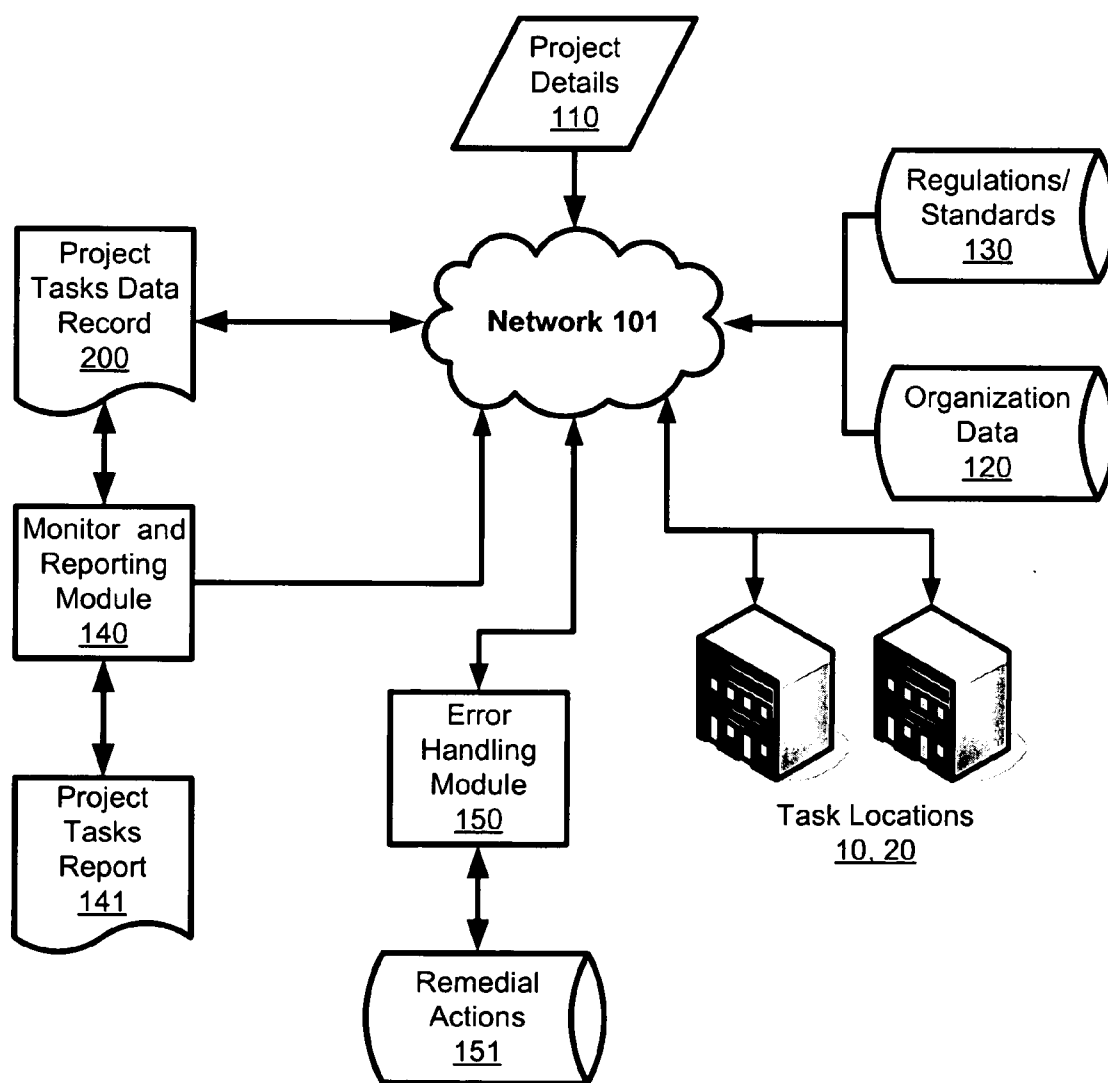 Project
Details
110
Regulations/
Standards
130
Project
Tasks Data
Record
200
Network 101
Organization
Data
120
Monitor and
Reporting
Module
140
Error
Handling
Module
150
Task Locations
10, 20
Project
Tasks
Report
141
Remedial
Actions
151